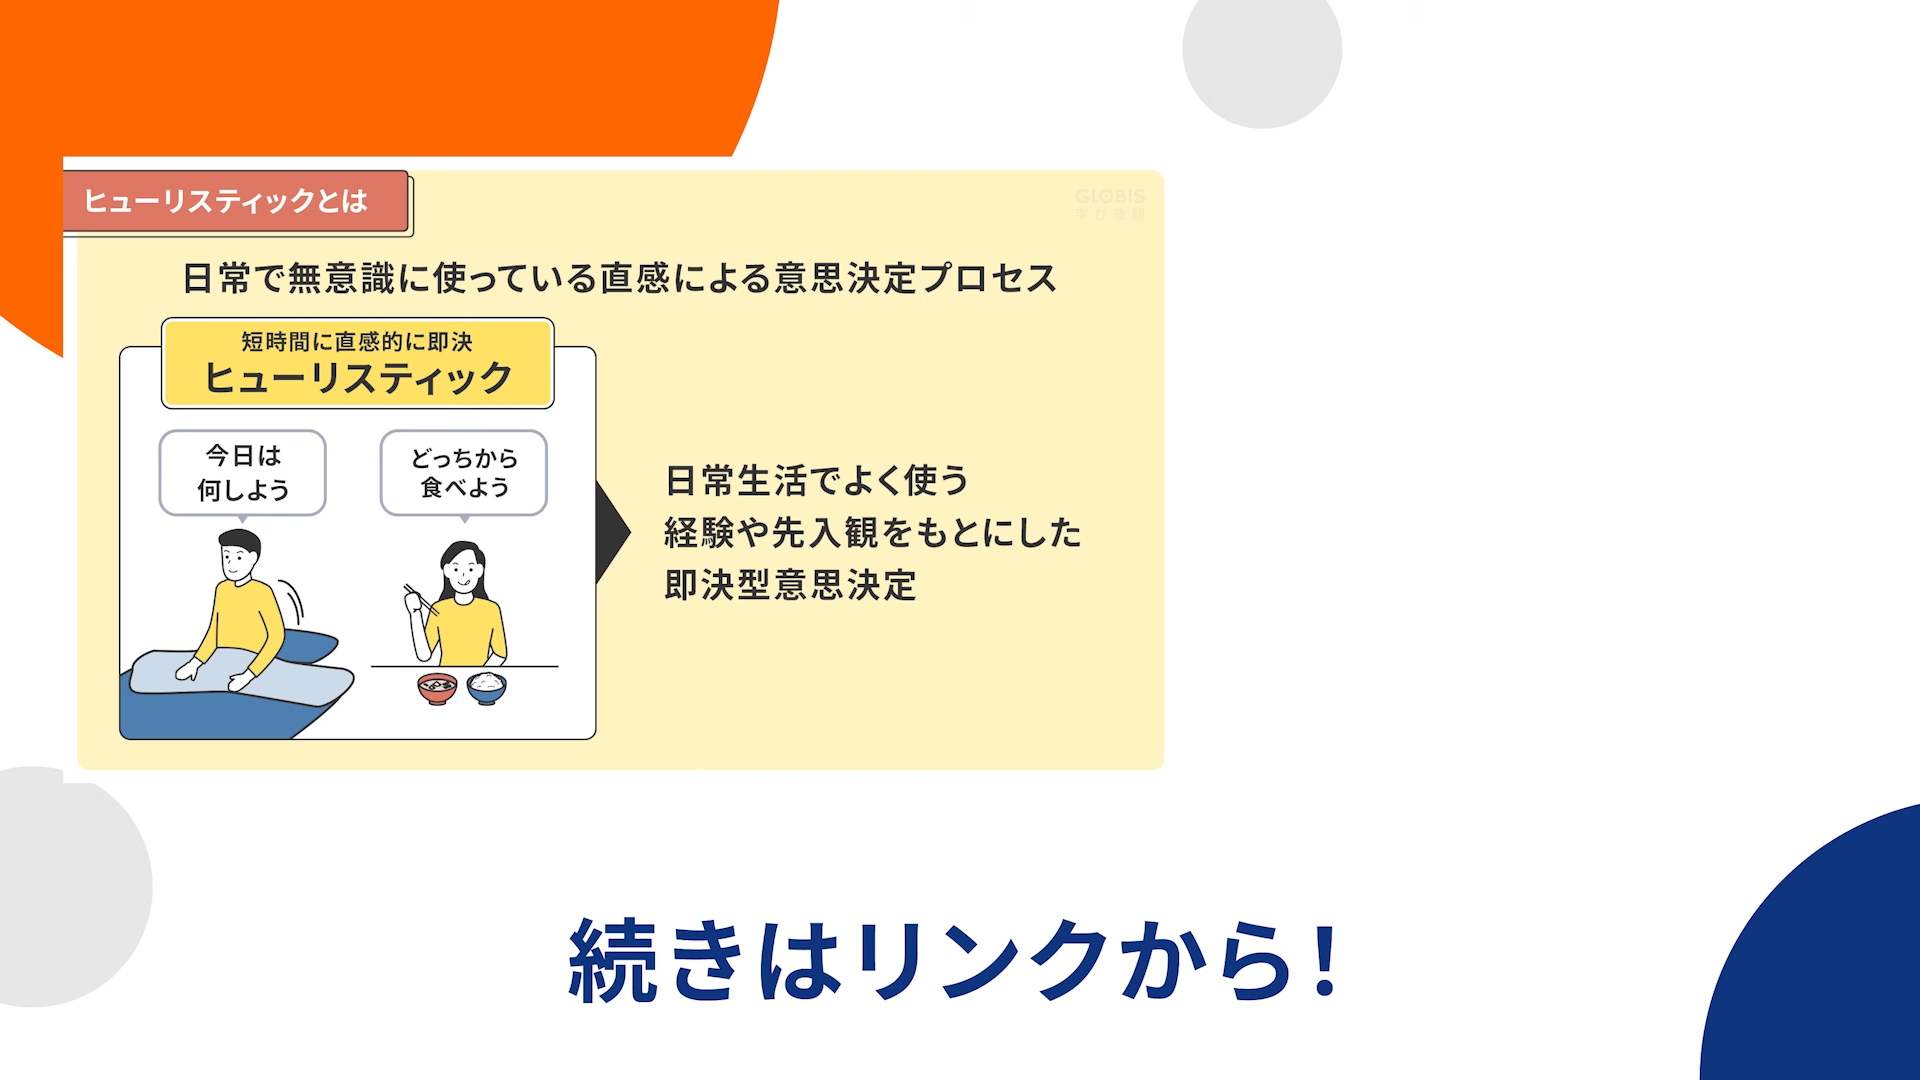 ヒューリスティックとは
GLOBIS
学び放題
日常で無意識に使っている直感による意思決定プロセス
短時間に直感的に即決
ヒューリスティック
今日は
何しよう
どっちから
食べよう
日常生活でよく使う
経験や先入観をもとにした
即決型意思決定
続きはリンクから!